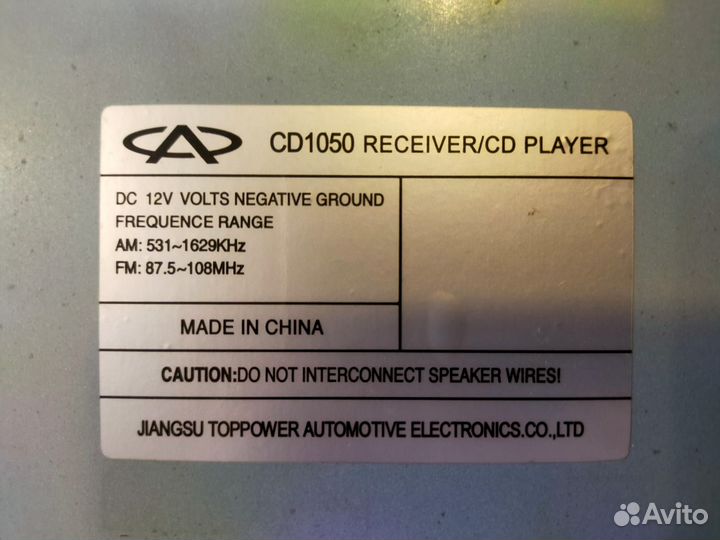 CD1050 RECEIVER/CD PLAYER
DC 12V VOLTS NEGATIVE GROUND
FREQUENCE RANGE
AM: 531~1629KHz
FM: 87.5~108MHz
MADE IN CHINA
CAUTION:DO NOT INTERCONNECT SPEAKER WIRES!
JIANGSU TOPPOWER AUTOMOTIVE ELECTRONICS.CO.,LTD
Avito